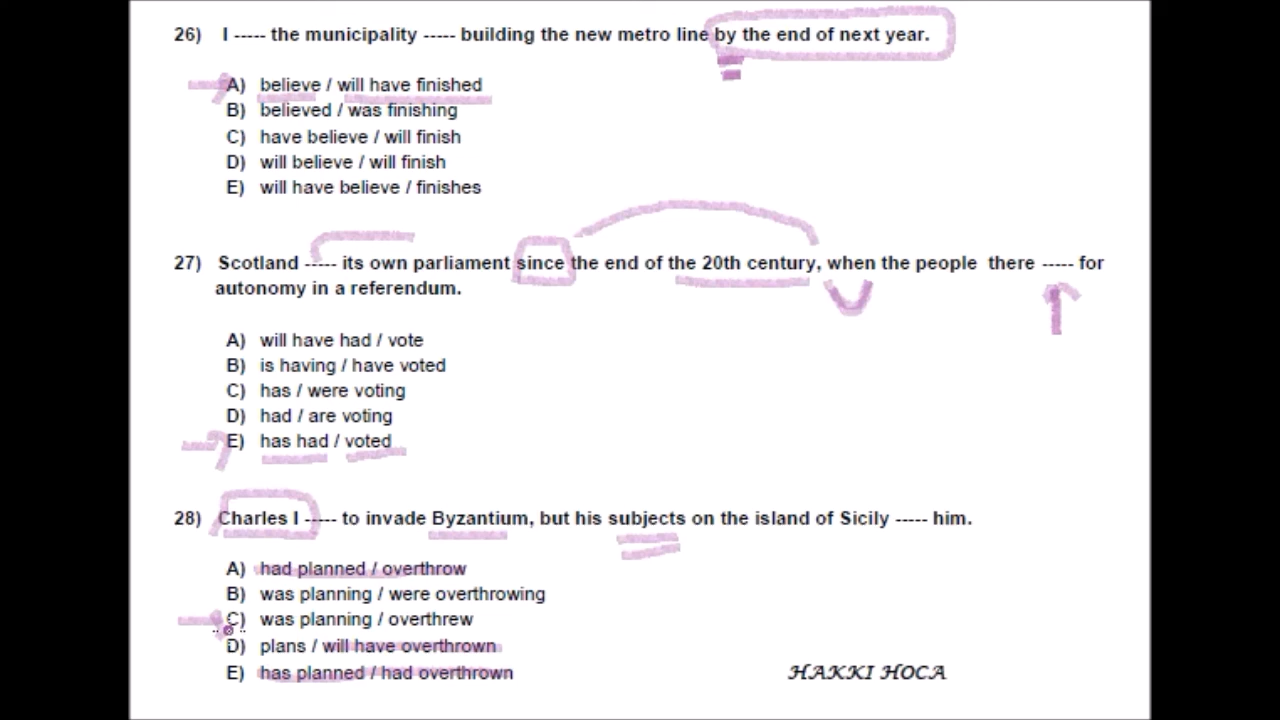 26) I ----- the municipality ----- building the new metro line by the end of next year.
A) believe / will have finished
B) believed / was finishing
C) have believe / will finish
D) will believe / will finish
E) will have believe / finishes
27) Scotland ----- its own parliament since the end of the 20th century, when the people there ----- for
autonomy in a referendum.
A) will have had / vote
B) is having / have voted
C) has / were voting
D) had / are voting
E) has had / voted
28) Charles I ----- to invade Byzantium, but his subjects on the island of Sicily ----- him.
A) had planned / overthrow
B) was planning / were overthrowing
C) was planning / overthrew
D) plans / will have overthrown
E) has planned / had overthrown
HAKKI HOCA